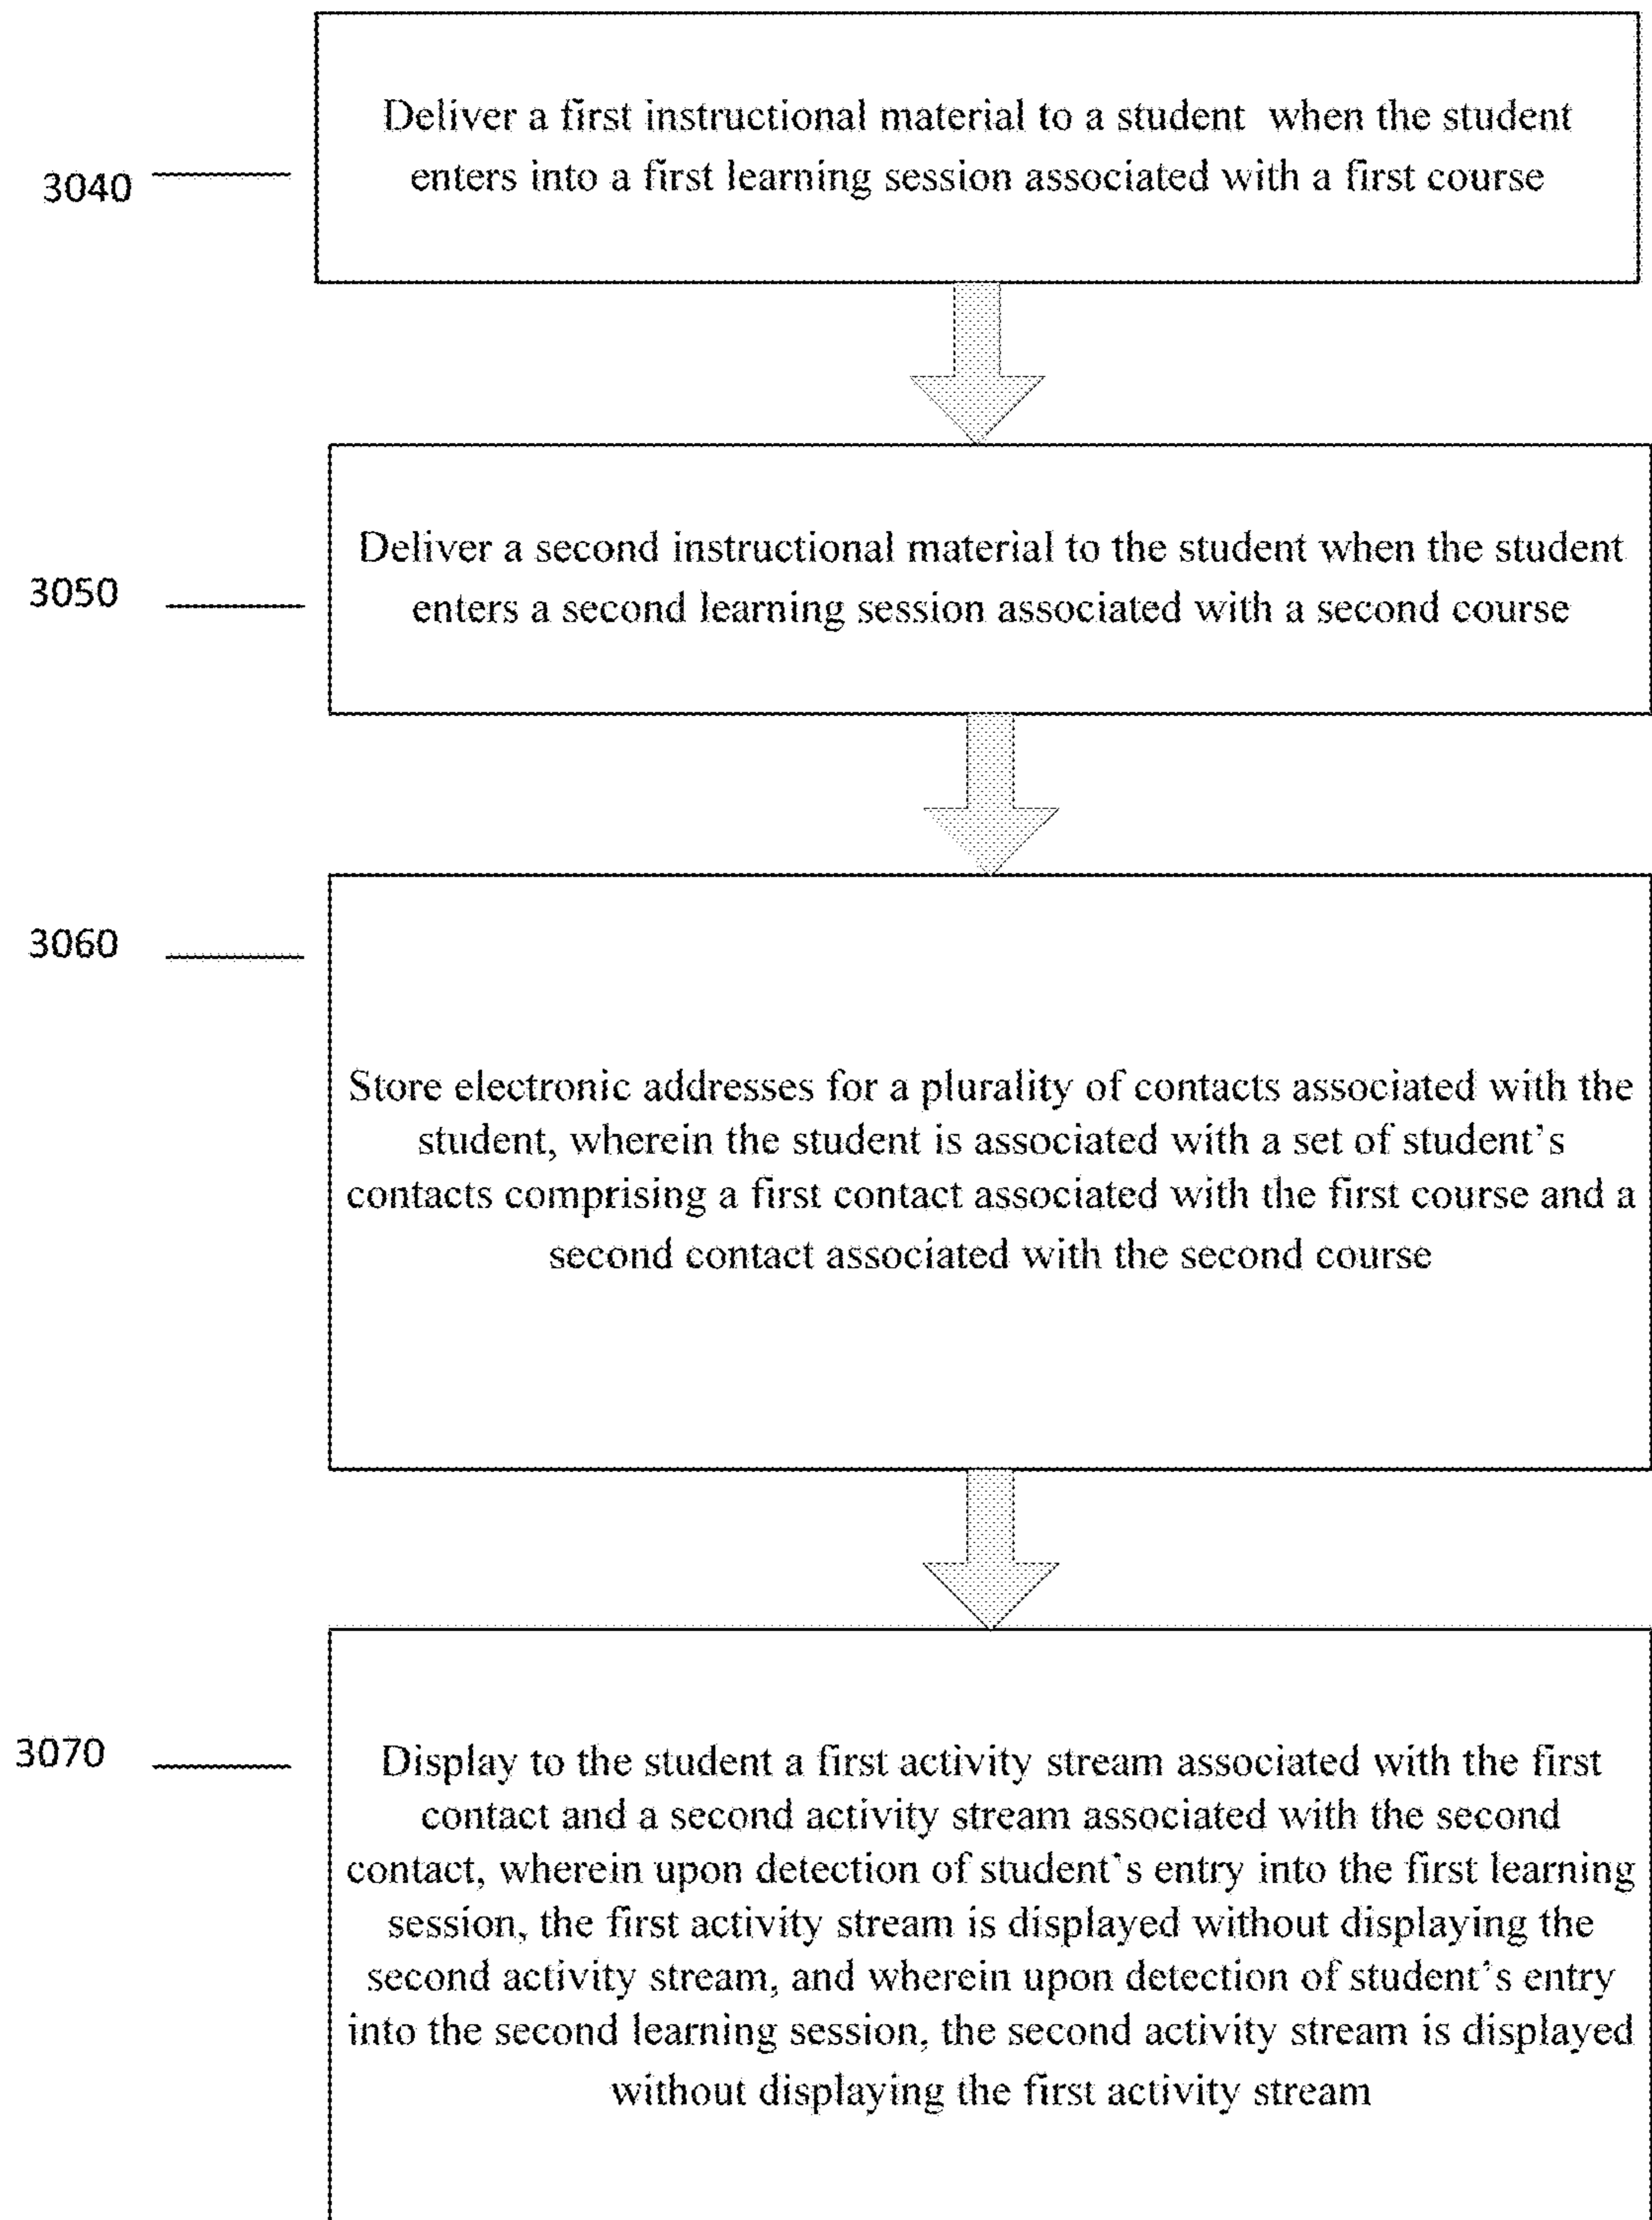 3040
Deliver a first instructional material to a student when the student
enters into a first learning session associated with a first course
3050
Deliver a second instructional material to the student when the student
enters a second learning session associated with a second course
3060
Store electronic addresses for a plurality of contacts associated with the
student, wherein the student is associated with a set of student's
contacts comprising a first contact associated with the first course and a
second contact associated with the second course
3070
Display to the student a first activity stream associated with the first
contact and a second activity stream associated with the second
contact, wherein upon detection of student's entry into the first learning
session, the first activity stream is displayed without displaying the
second activity stream, and wherein upon detection of student's entry
into the second learning session, the second activity stream is displayed
without displaying the first activity stream